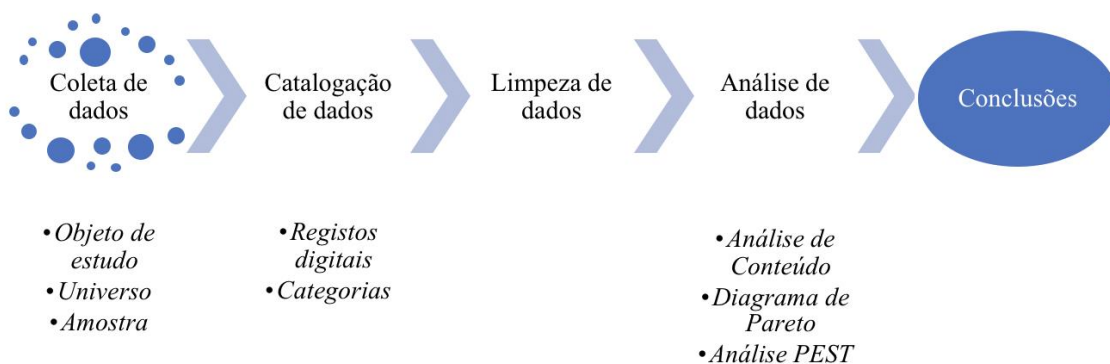 Coleta de
dados
Catalogação
de dados
Limpeza de
dados
Análise de
dados
Conclusões
•Objeto de
estudo
•Universo
•Amostra
•Registos
digitais
•Categorias
•Análise de
Conteúdo
•Diagrama de
Pareto
•Análise PEST